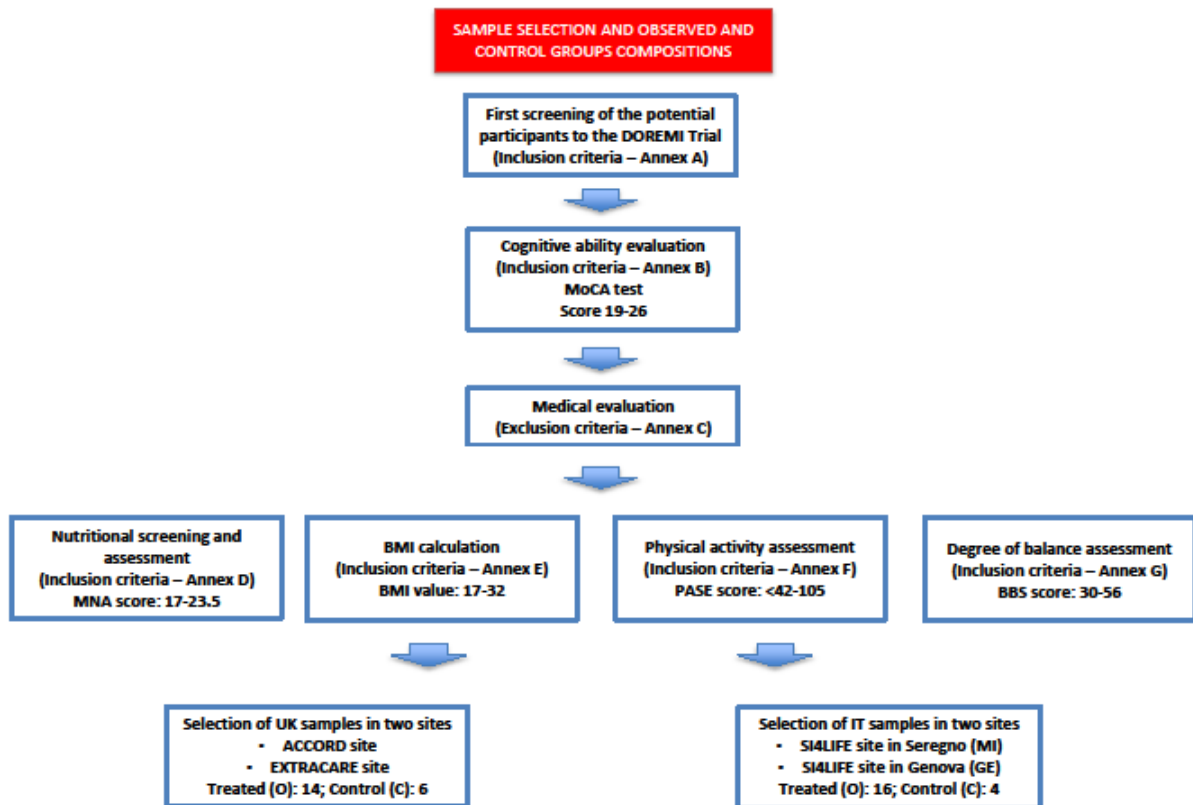 SAMPLE SELECTION AND OBSERVED AND
CONTROL GROUPS COMPOSITIONS
First screening of the potential
participants to the DOREMI Trial
(Inclusion criteria – Annex A)
Cognitive ability evaluation
(Inclusion criteria – Annex B)
MoCA test
Score 19-26
Medical evaluation
(Exclusion criteria – Annex C)
Nutritional screening and
assessment
(Inclusion criteria – Annex D)
MNA score: 17-23.5
BMI calculation
(Inclusion criteria – Annex E)
BMI value: 17-32
Physical activity assessment
(Inclusion criteria – Annex F)
PASE score: <42-105
Degree of balance assessment
(Inclusion criteria – Annex G)
BBS score: 30-56
Selection of UK samples in two sites
- ACCORD site
- EXTRACARE site
Treated (O): 14; Control (C): 6
Selection of IT samples in two sites
- SI4LIFE site in Seregno (MI)
- SI4LIFE site in Genova (GE)
Treated (O): 16; Control (C): 4